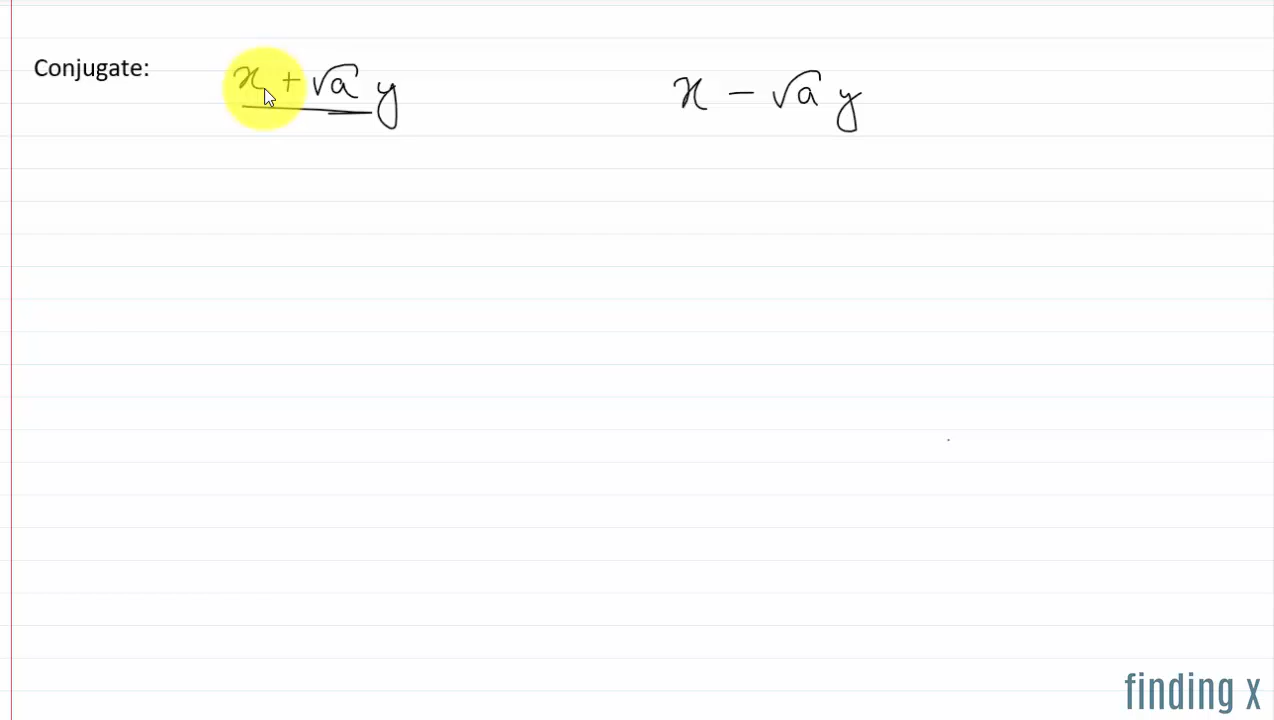 Conjugate: x + √a y x - √a y
finding x